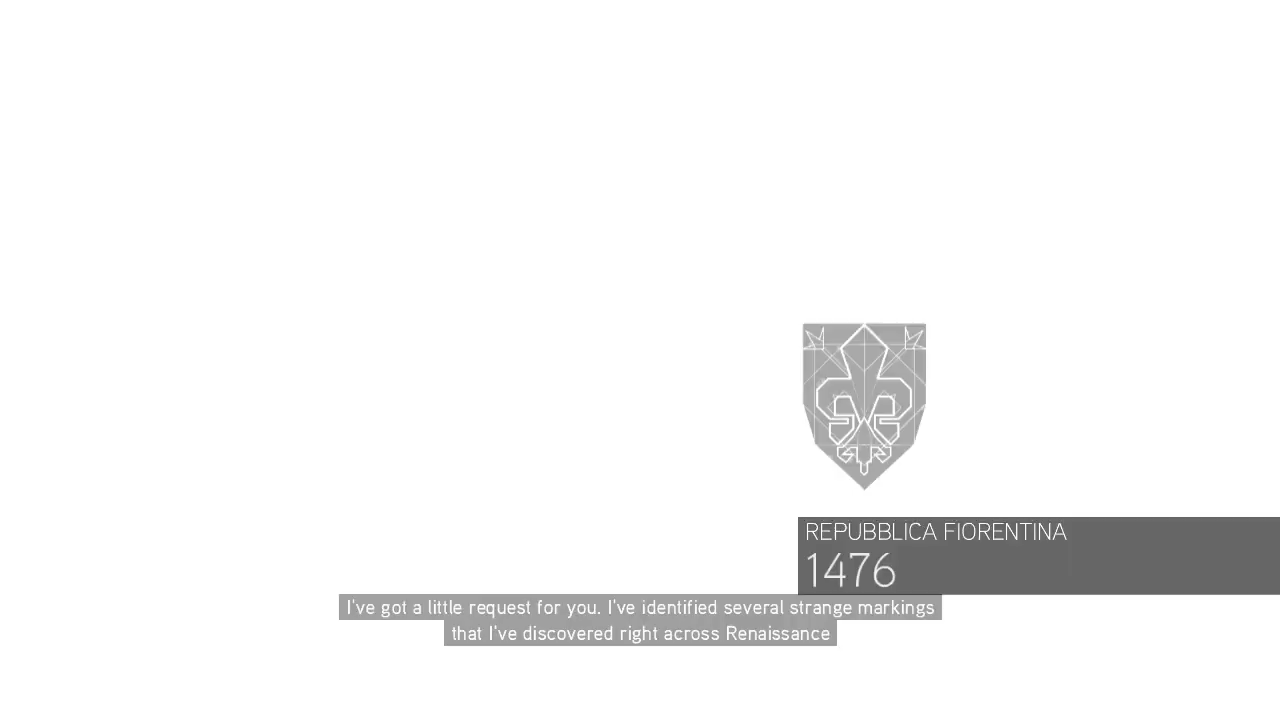 REPUBBLICA FIORENTINA
1476
I've got a little request for you. I've identified several strange markings
that I've discovered right across Renaissance